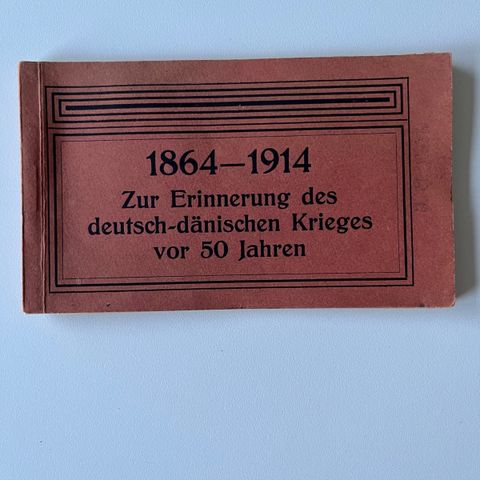 1864—1914
Zur Erinnerung des
deutsch-dänischen Krieges
vor 50 Jahren